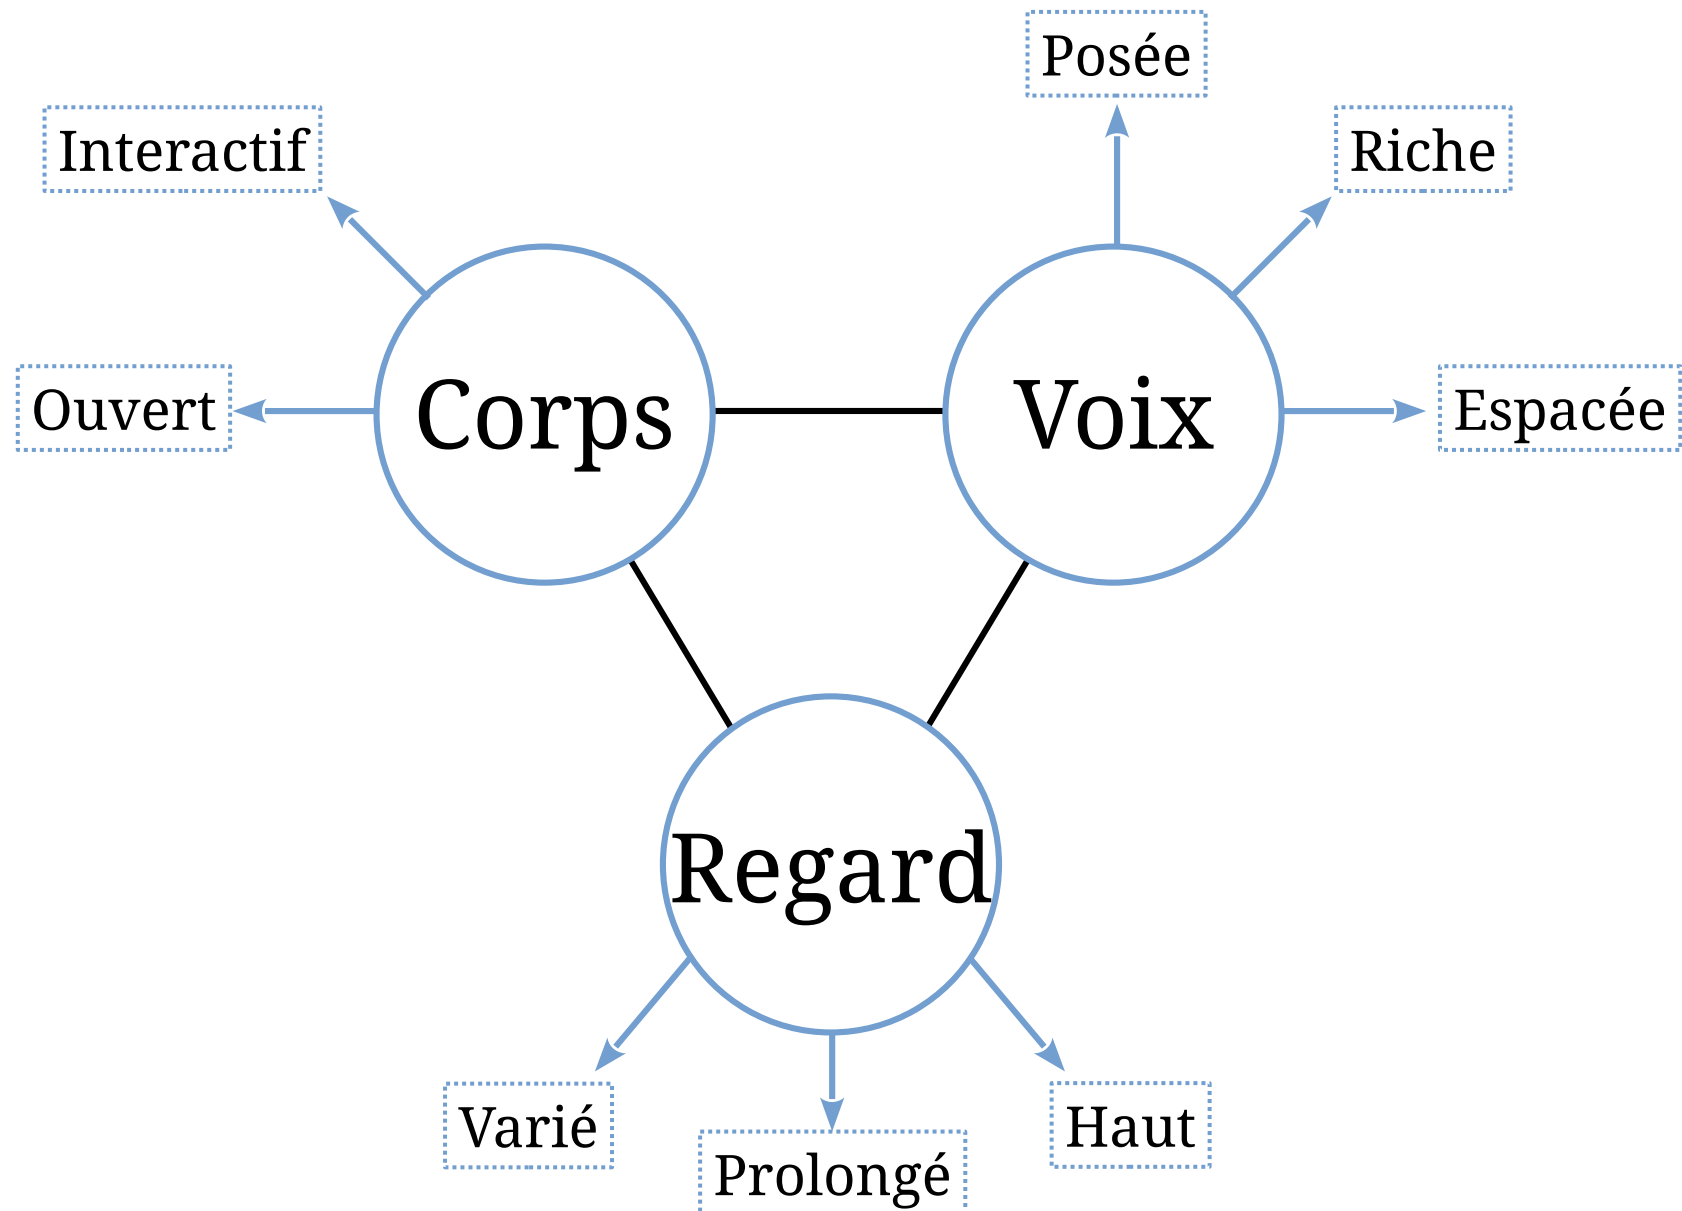 Posée
Interactif
Riche
Ouvert
Corps
Voix
Espacée
Regard
Varié
Prolongé
Haut